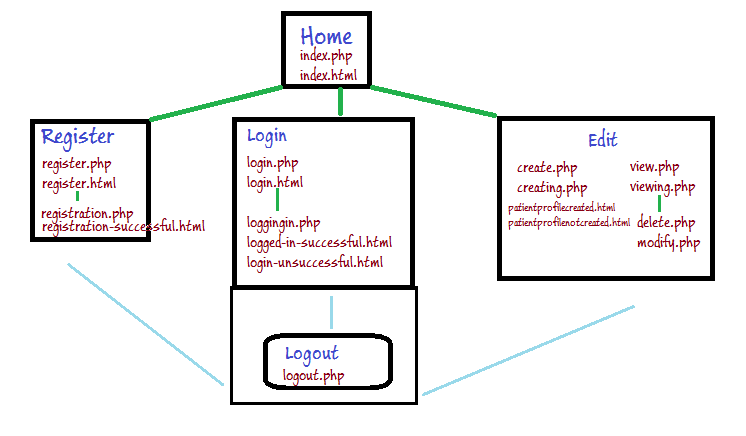 Home
index.php
index.html
Register
register.php
register.html
registration.php
registration-successful.html
Login
login.php
login.html
loggingin.php
logged-in-successful.html
login-unsuccessful.html
Edit
create.php
creating.php
patientprofilecreated.html
patientprofilenotcreated.html
view.php
viewing.php
delete.php
modify.php
Logout
logout.php